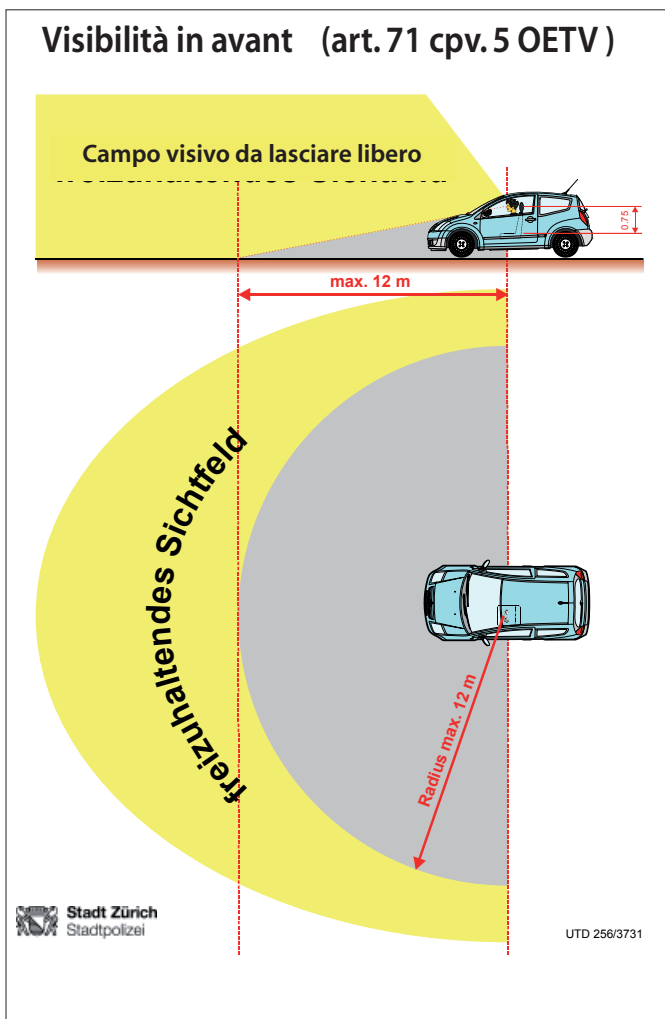 Visibilità in avant (art. 71 cpv. 5 OETV )
Campo visivo da lasciare libero
0.75
max. 12 m
freizuhaltendes Sichtfeld
Radius max. 12 m
Stadt Zürich
Stadtpolizei
UTD 256/3731